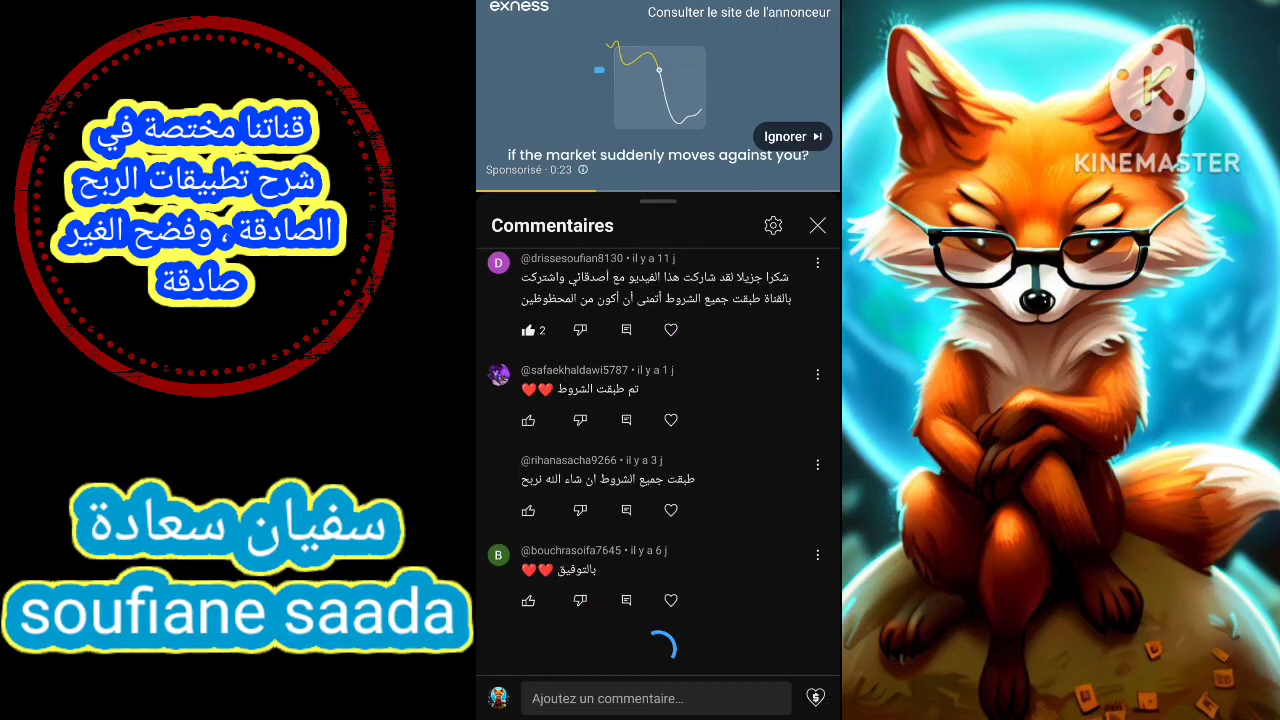 قناتنا مختصة في
شرح تطبيقات الربح
الصادقة ، وفضح الغير
صادقة
سفيان سعادة
soufiane saada
exness
Consulter le site de l'annonceur
Ignorer
if the market suddenly moves against you?
Sponsorisé · 0:23
Commentaires
D
@drissesoufian8130 • il y a 11 j
شكرا جزيلا لقد شاركت هذا الفيديو مع أصدقائي واشتركت
بالقناة طبقت جميع الشروط أتمنى أن أكون من المحظوظين
2
@safaekhaldawi5787 • il y a 1 j
تم طبقت الشروط ❤️❤️
@rihanasacha9266 • il y a 3 j
طبقت جميع الشروط ان شاء الله نربح
B
@bouchrasoifa7645 • il y a 6 j
بالتوفيق ❤️❤️
Ajoutez un commentaire...
K
KINEMASTER